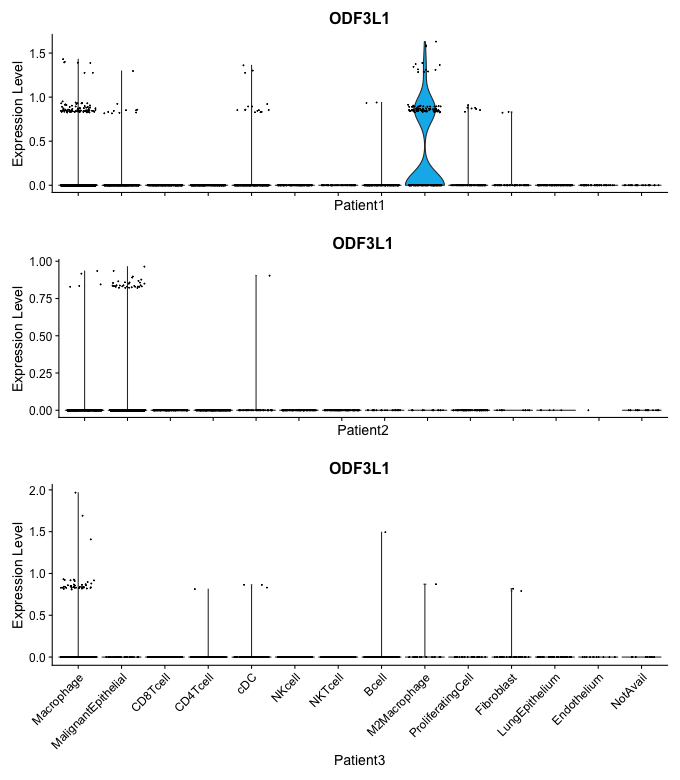 ODF3L1
Expression Level
1.5
1.0
0.5
0.0
Patient1
ODF3L1
Expression Level
1.00
0.75
0.50
0.25
0.00
Patient2
ODF3L1
Expression Level
2.0
1.5
1.0
0.5
0.0
Macrophage
MalignantEpithelial
CD8Tcell
CD4Tcell
cDC
NKcell
NKTcell
Bcell
M2Macrophage
ProliferatingCell
Fibroblast
LungEpithelium
Endothelium
NotAvail
Patient3